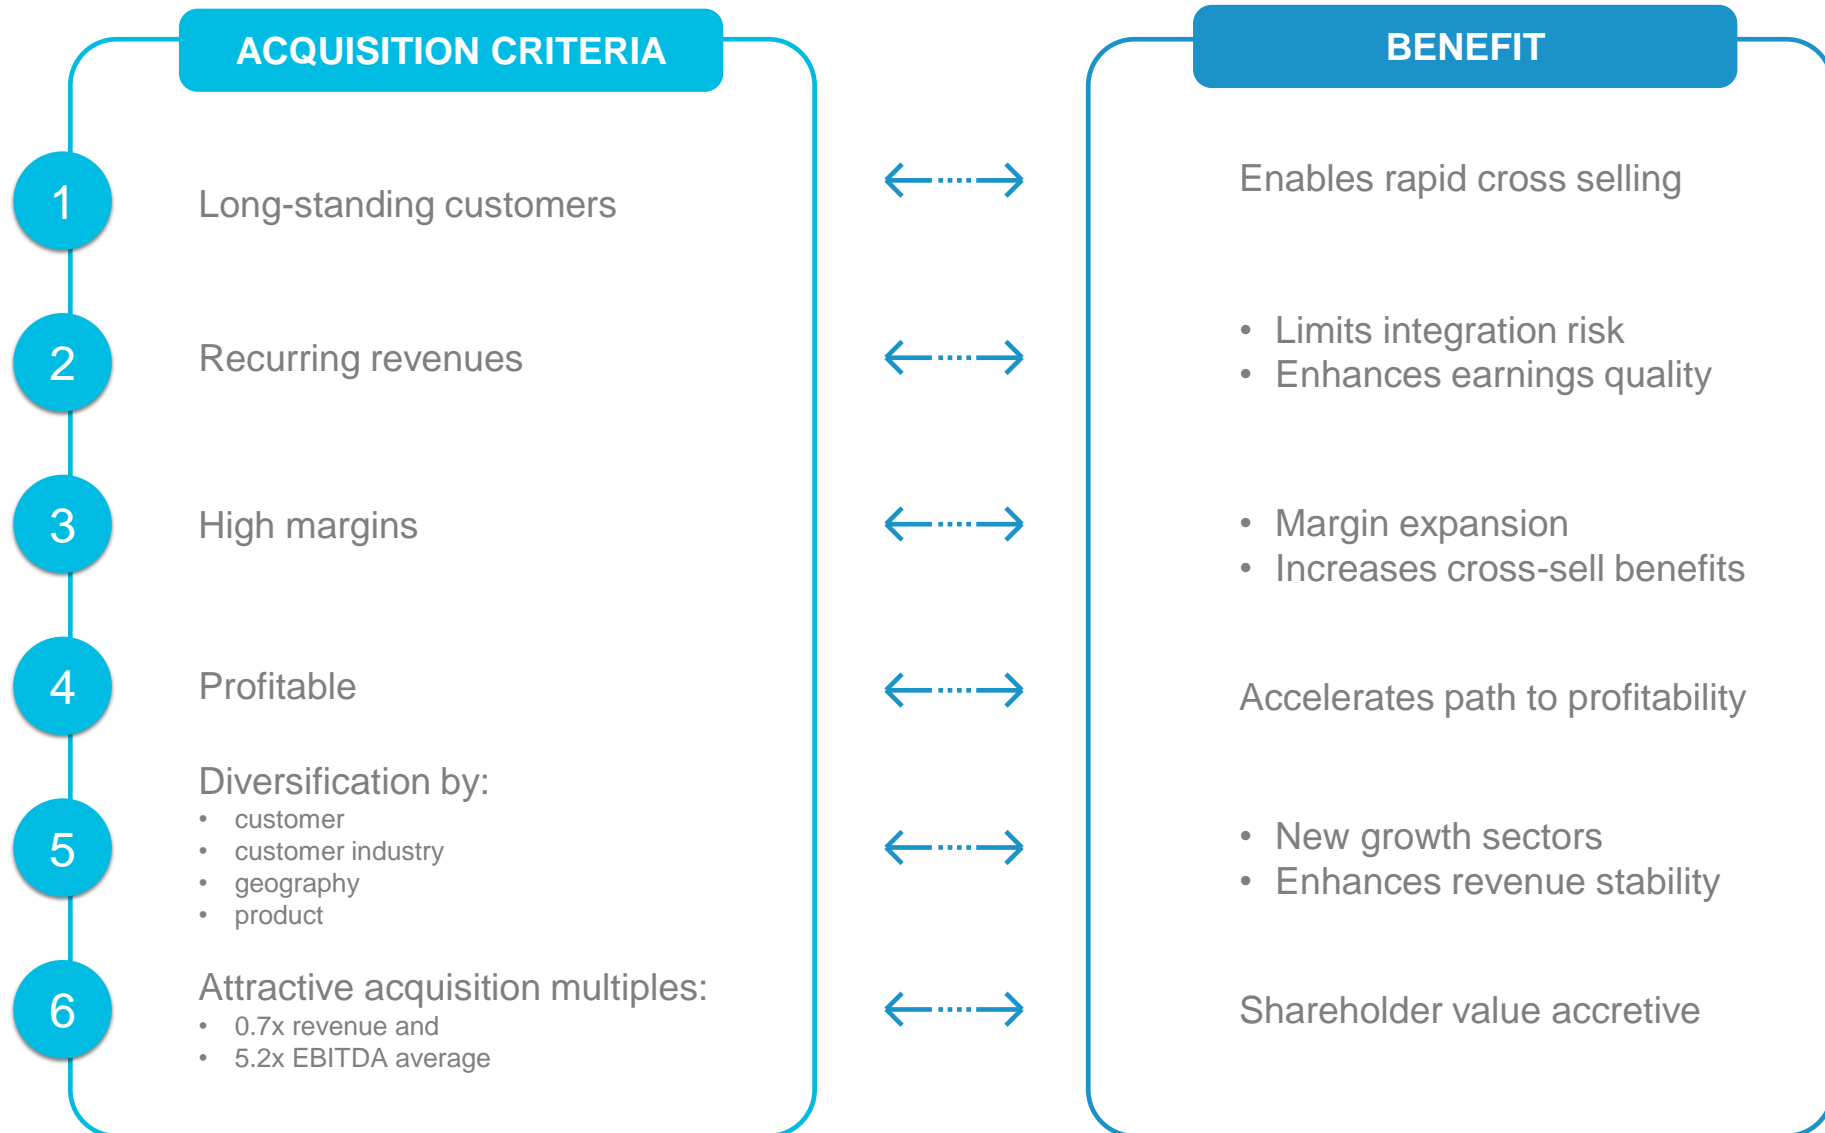 ACQUISITION CRITERIA
BENEFIT
1
Long-standing customers
Enables rapid cross selling
2
Recurring revenues
• Limits integration risk
• Enhances earnings quality
3
High margins
• Margin expansion
• Increases cross-sell benefits
4
Profitable
Accelerates path to profitability
5
Diversification by:
• customer
• customer industry
• geography
• product
• New growth sectors
• Enhances revenue stability
6
Attractive acquisition multiples:
• 0.7x revenue and
• 5.2x EBITDA average
Shareholder value accretive